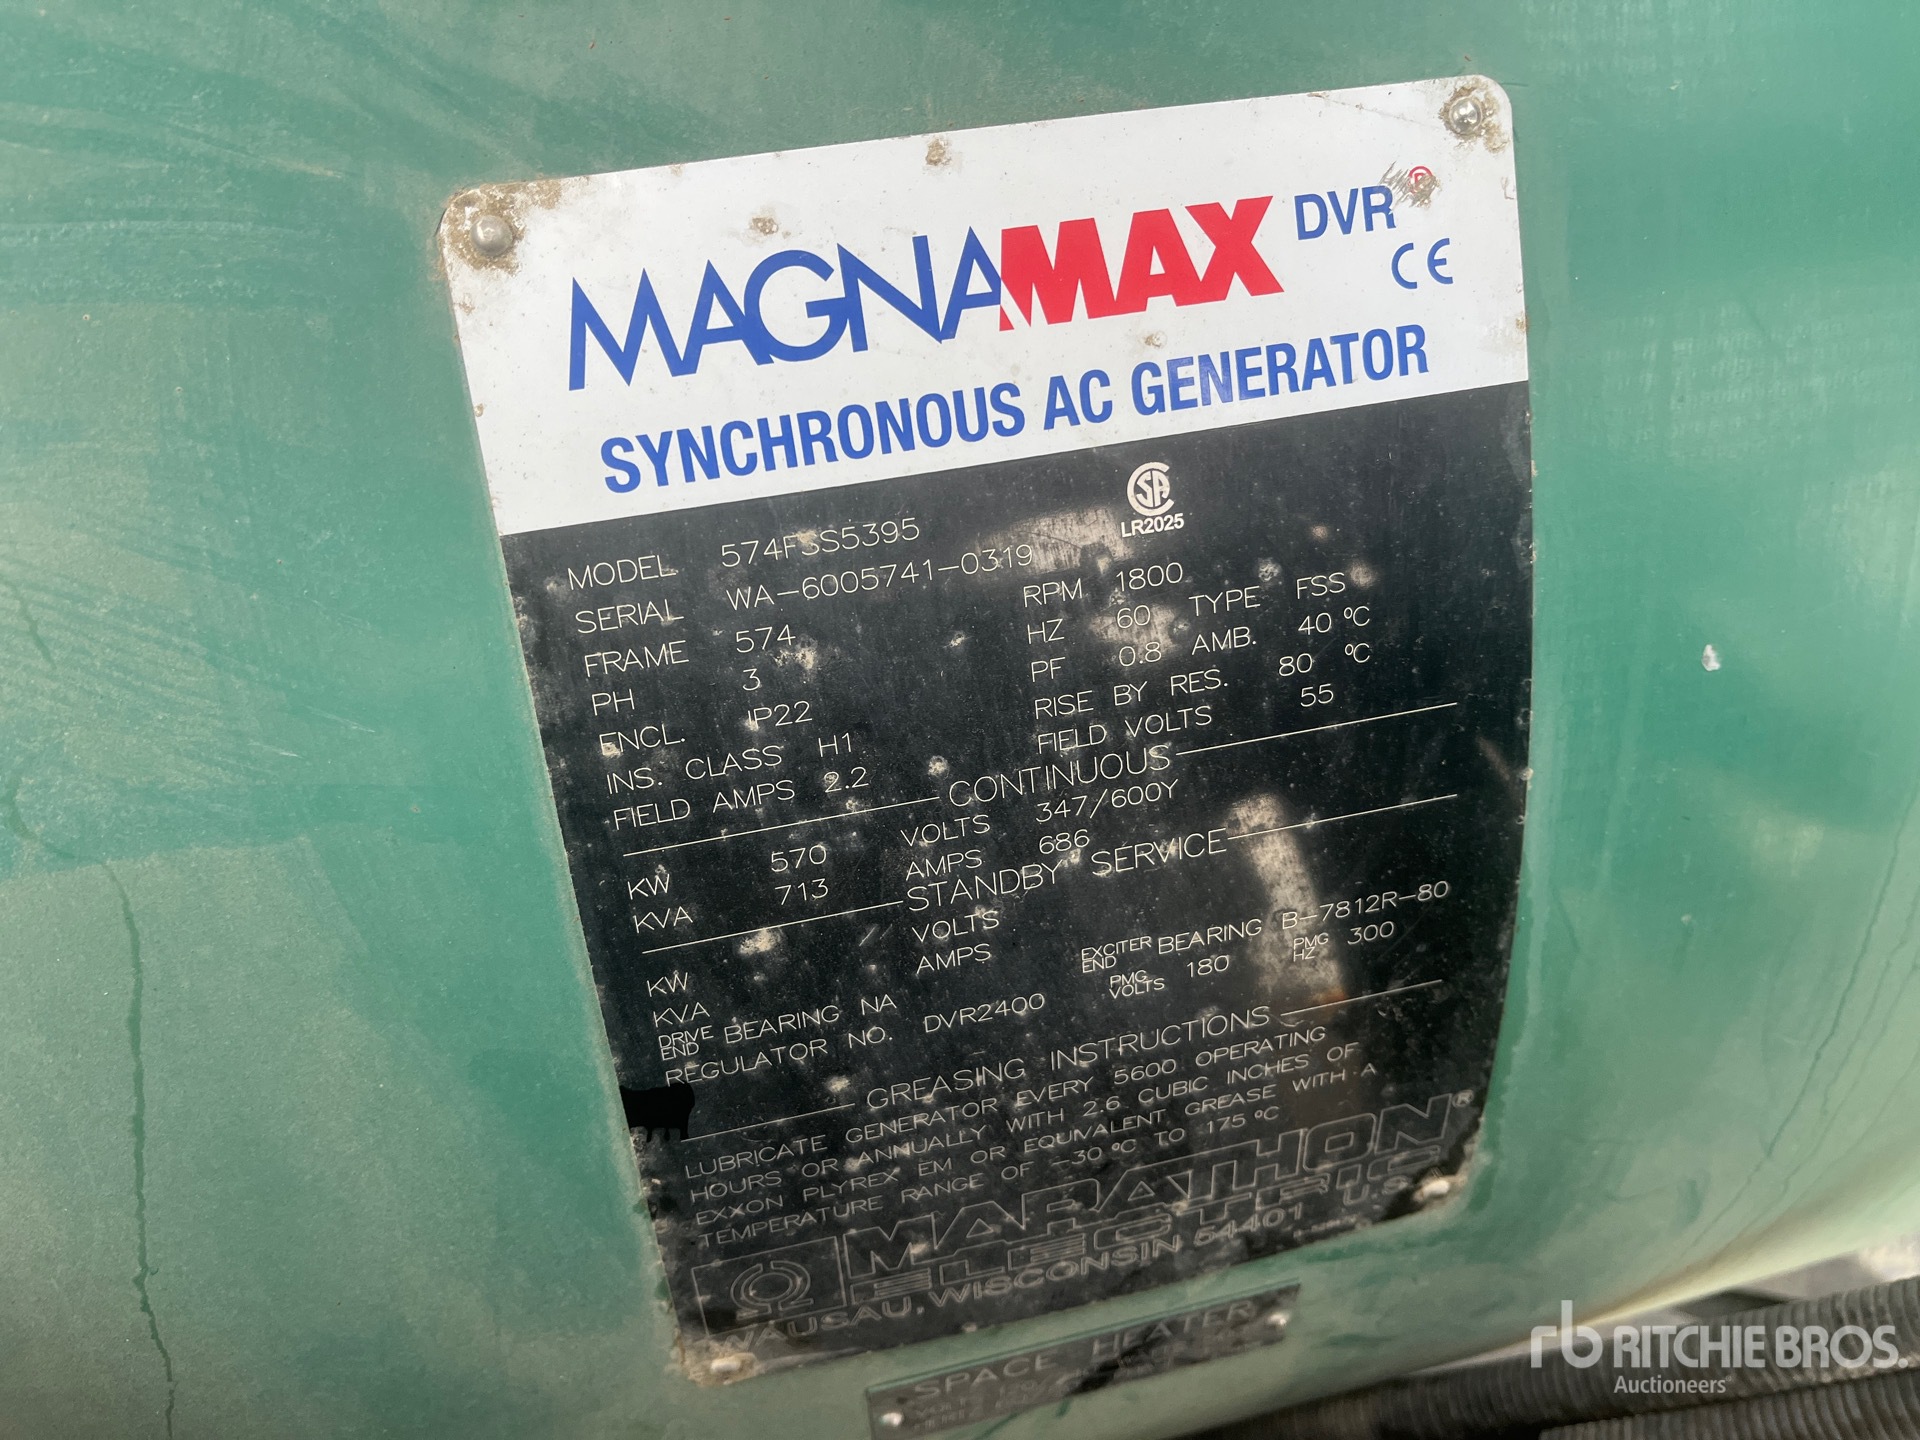 MAGNAMAX DVR®
CE
SYNCHRONOUS AC GENERATOR
CSA
LR2025
MODEL 574FSS5395
SERIAL WA-6005741-0319
FRAME 574 RPM 1800
PH 3 HZ 60 TYPE FSS
ENCL. IP22 PF 0.8 AMB. 40 °C
INS. CLASS H1 RISE BY RES. 80 °C
FIELD AMPS 2.2 FIELD VOLTS 55
CONTINUOUS
KW 570 VOLTS 347/600Y
KVA 713 AMPS 686
STANDBY SERVICE
KW VOLTS
KVA AMPS
DRIVE END BEARING NA EXCITER END BEARING B-7812R-80
REGULATOR NO. DVR2400 PMG VOLTS 180 PMG HZ 300
GREASING INSTRUCTIONS
LUBRICATE GENERATOR EVERY 5600 OPERATING
HOURS OR ANNUALLY WITH 2.6 CUBIC INCHES OF
EXXON PLYREX EM OR EQUIVALENT GREASE WITH A
TEMPERATURE RANGE OF -30 °C TO 175 °C
MARATHON®
ELECTRIC
WAUSAU, WISCONSIN 54401 U.S.
SPACE HEATER
VOLT
rb RITCHIE BROS.
Auctioneers